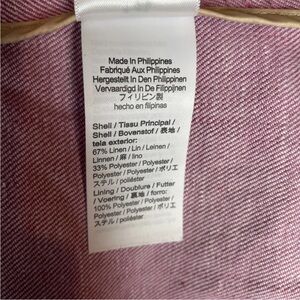 Made In Philippines
Fabriqué Aux Philippines
Hergestellt In Den Philippinen
Vervaardigd In De Filippijnen
フィリピン製
hecho en filipinas
Shell / Tissu Principal /
Shell / Bovenstof / 表地 /
tela exterior:
67% Linen / Lin / Leinen /
Linnen / 麻 / lino
33% Polyester / Polyester /
Polyester / Polyester / ポリエ
ステル / poliéster
Lining / Doublure / Futter
/ Voering / 裏地 / forro:
100% Polyester / Polyester /
Polyester / Polyester / ポリエ
ステル / poliéster